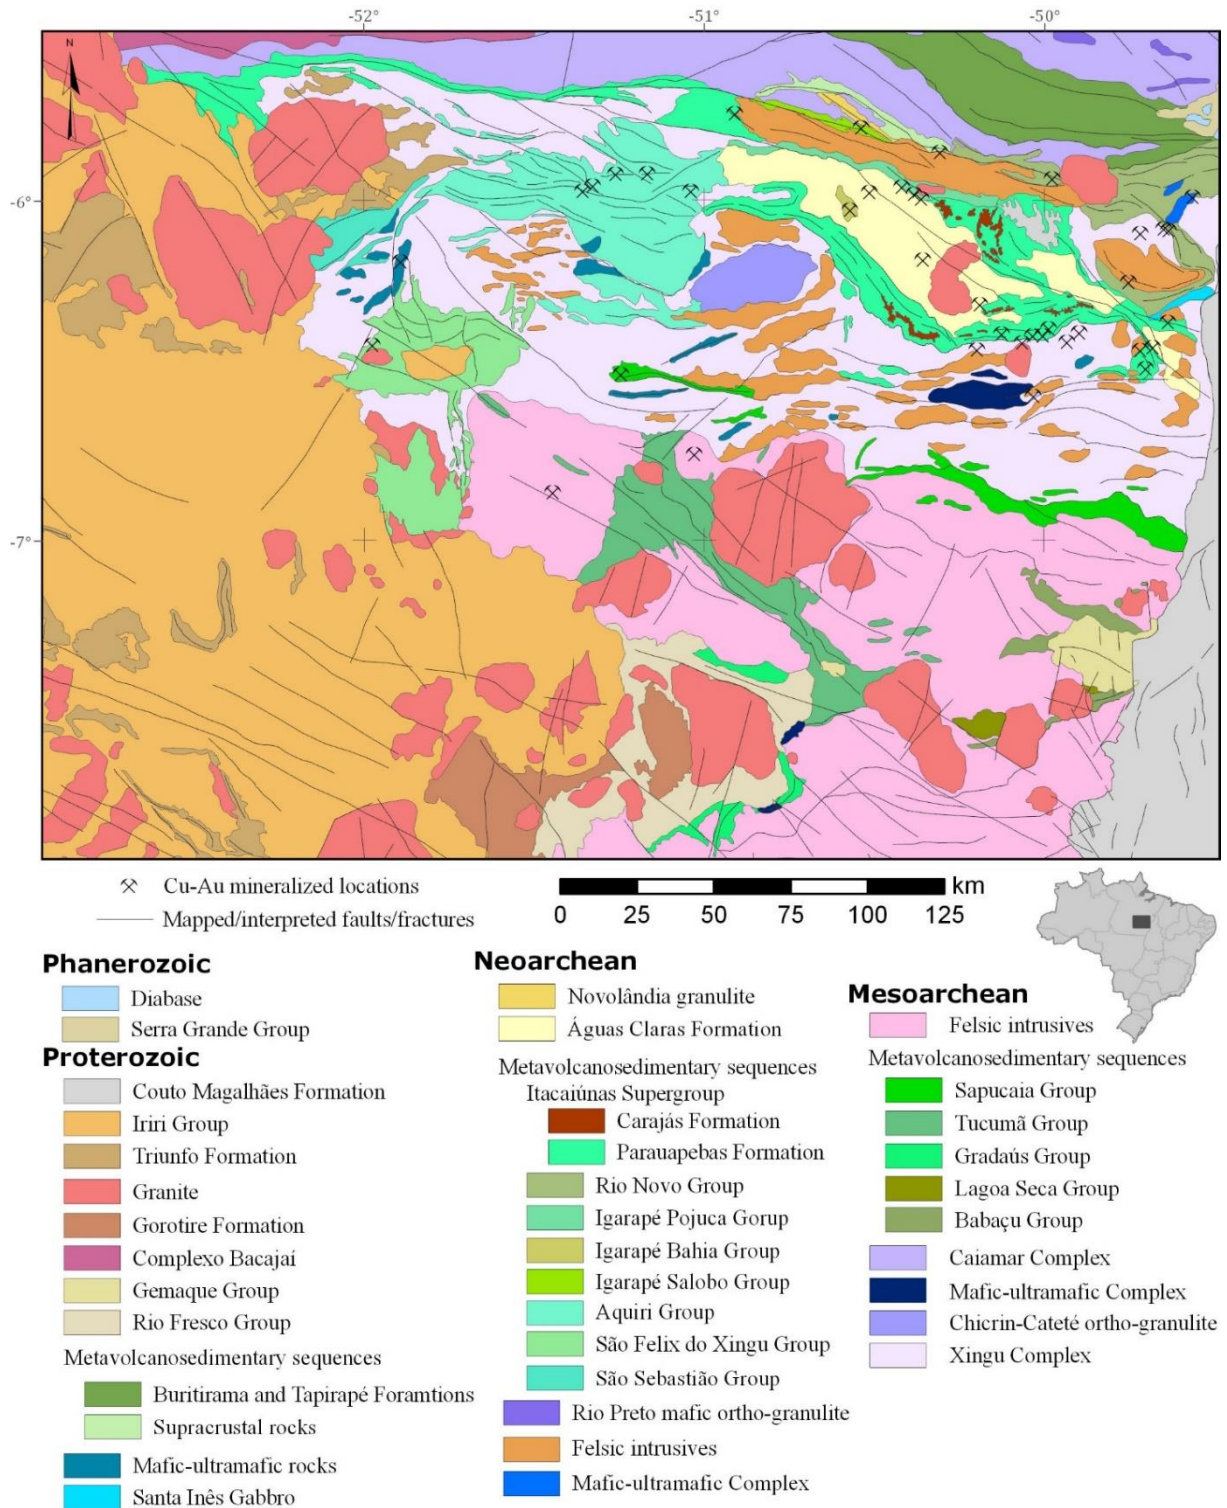 -52°
-51°
-50°
N
-6°
-7°
Cu-Au mineralized locations
Mapped/interpreted faults/fractures
km
0 25 50 75 100 125
Phanerozoic
Diabase
Serra Grande Group
Proterozoic
Couto Magalhães Formation
Iriri Group
Triunfo Formation
Granite
Gorotire Formation
Complexo Bacajaí
Gemaque Group
Rio Fresco Group
Metavolcanosedimentary sequences
Buritirama and Tapirapé Foramtions
Supracrustal rocks
Mafic-ultramafic rocks
Santa Inês Gabbro
Neoarchean
Novolândia granulite
Águas Claras Formation
Metavolcanosedimentary sequences
Itacaiúnas Supergroup
Carajás Formation
Parauapebas Formation
Rio Novo Group
Igarapé Pojuca Gorup
Igarapé Bahia Group
Igarapé Salobo Group
Aquiri Group
São Felix do Xingu Group
São Sebastião Group
Rio Preto mafic ortho-granulite
Felsic intrusives
Mafic-ultramafic Complex
Mesoarchean
Felsic intrusives
Metavolcanosedimentary sequences
Sapucaia Group
Tucumã Group
Gradaús Group
Lagoa Seca Group
Babaçu Group
Caiamar Complex
Mafic-ultramafic Complex
Chicrin-Cateté ortho-granulite
Xingu Complex